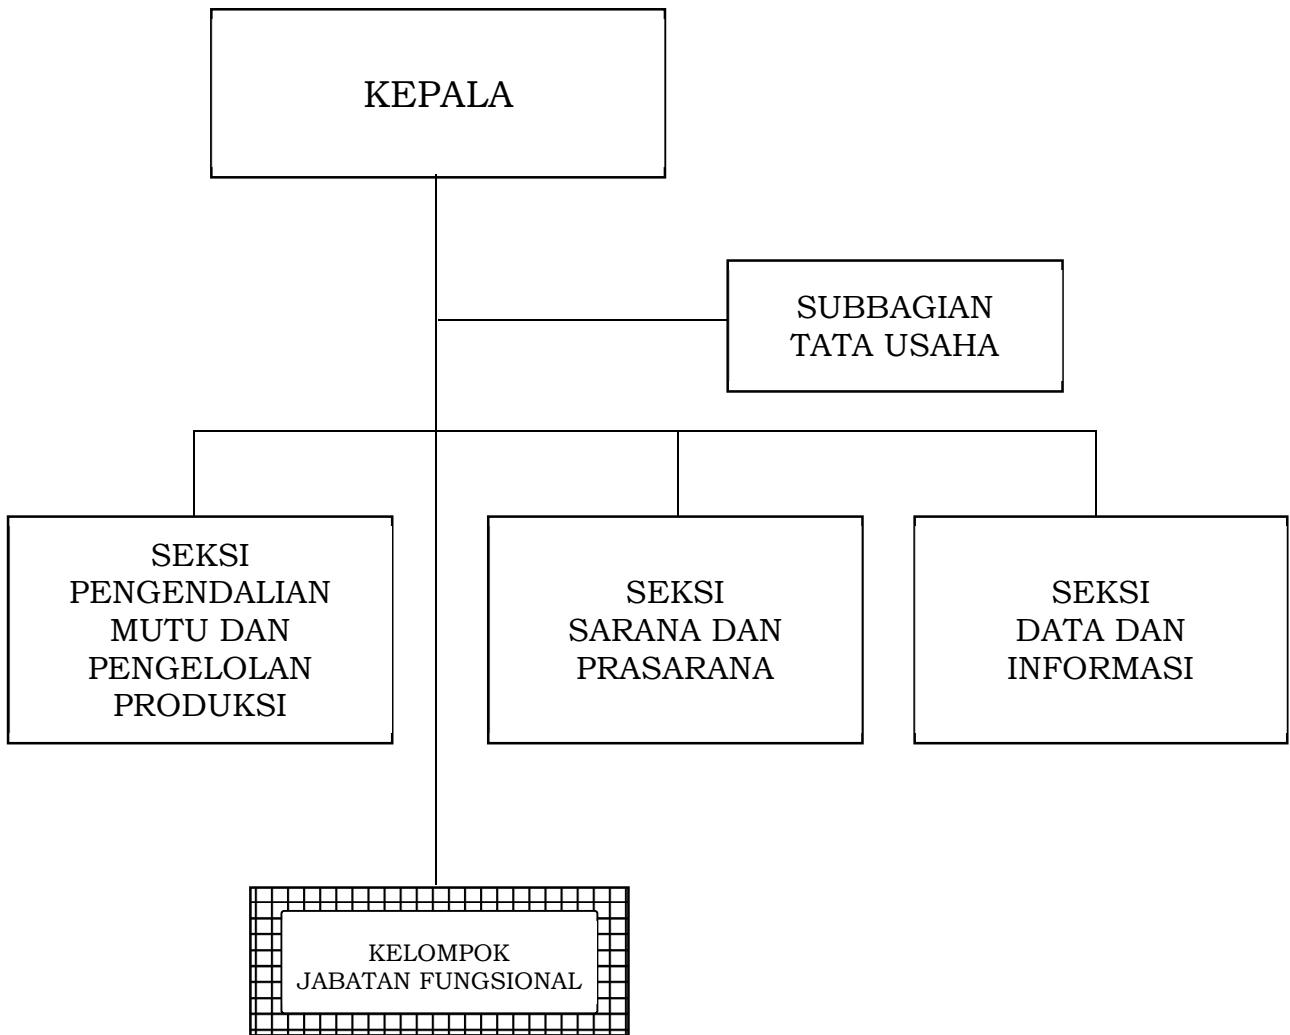 KEPALA
SUBBAGIAN
TATA USAHA
SEKSI
PENGENDALIAN
MUTU DAN
PENGELOLAN
PRODUKSI
SEKSI
SARANA DAN
PRASARANA
SEKSI
DATA DAN
INFORMASI
KELOMPOK
JABATAN FUNGSIONAL